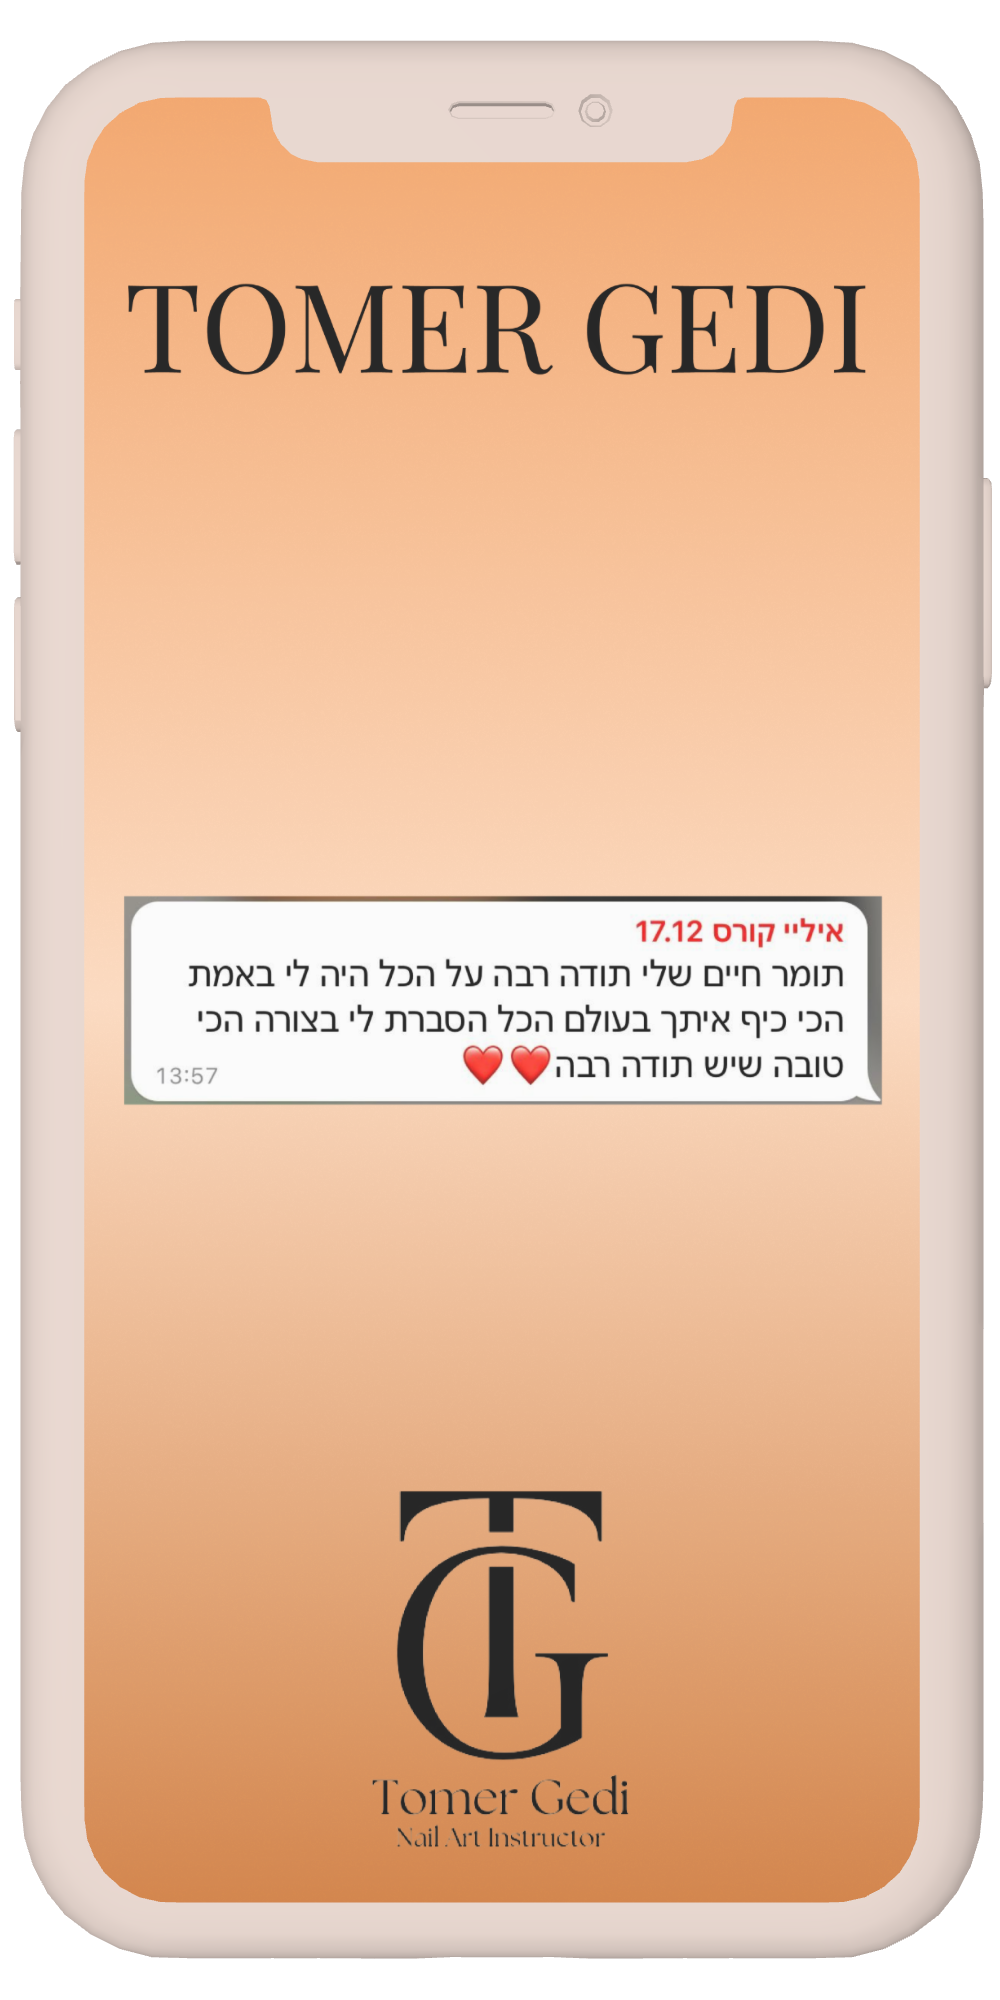 TOMER GEDI
איליי קורס 17.12
תומר חיים שלי תודה רבה על הכל היה לי באמת
הכי כיף איתך בעולם הכל הסברת לי בצורה הכי
טובה שיש תודה רבה❤️❤️
13:57
TG
Tomer Gedi
Nail Art Instructor